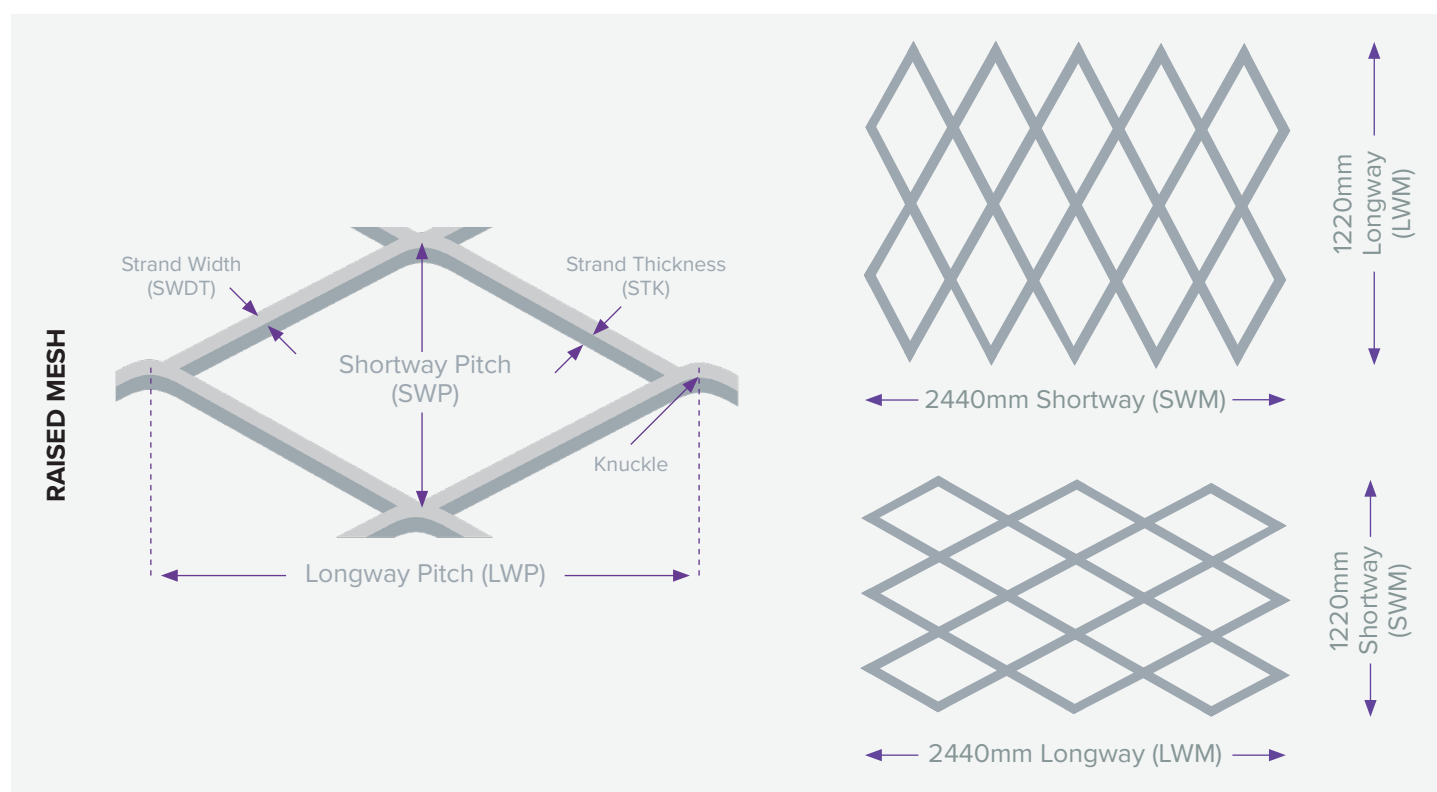 RAISED MESH
Strand Width
(SWDT)
Strand Thickness
(STK)
Shortway Pitch
(SWP)
Knuckle
Longway Pitch (LWP)
1220mm
Longway
(LWM)
2440mm Shortway (SWM)
1220mm
Shortway
(SWM)
2440mm Longway (LWM)